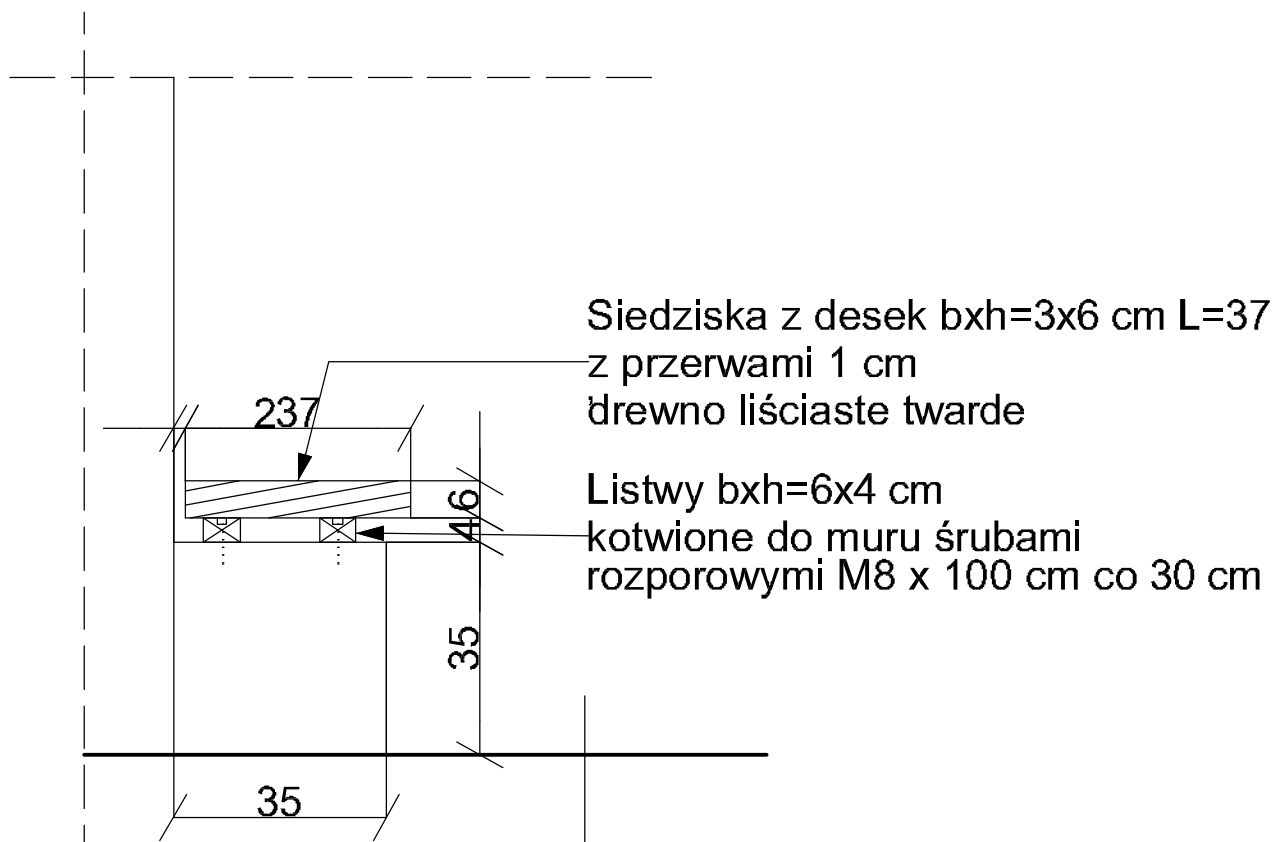 Siedziska z desek bxh=3x6 cm L=37
z przerwami 1 cm
drewno liściaste twarde
237
Listwy bxh=6x4 cm
kotwione do muru śrubami
rozporowymi M8 x 100 cm co 30 cm
6
4
35
35